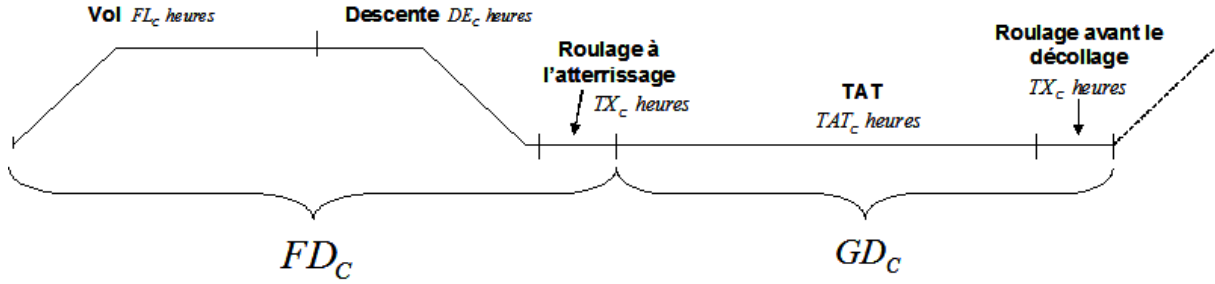 Vol FL_C heures
Descente DE_C heures
Roulage à
l'atterrissage
TX_C heures
TAT
TAT_C heures
Roulage avant le
décollage
TX_C heures
FD_C
GD_C